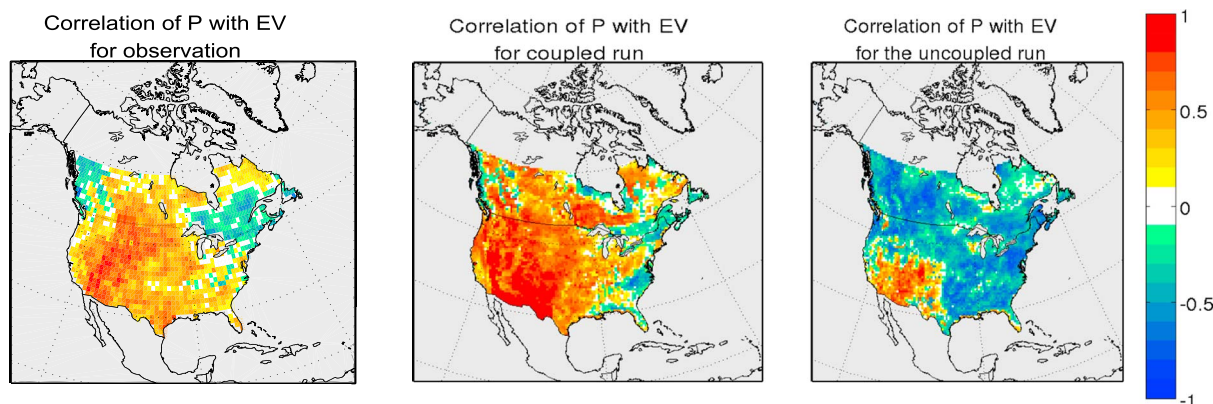 Correlation of P with EV
for observation
Correlation of P with EV
for coupled run
Correlation of P with EV
for the uncoupled run
1
0.5
0
-0.5
-1